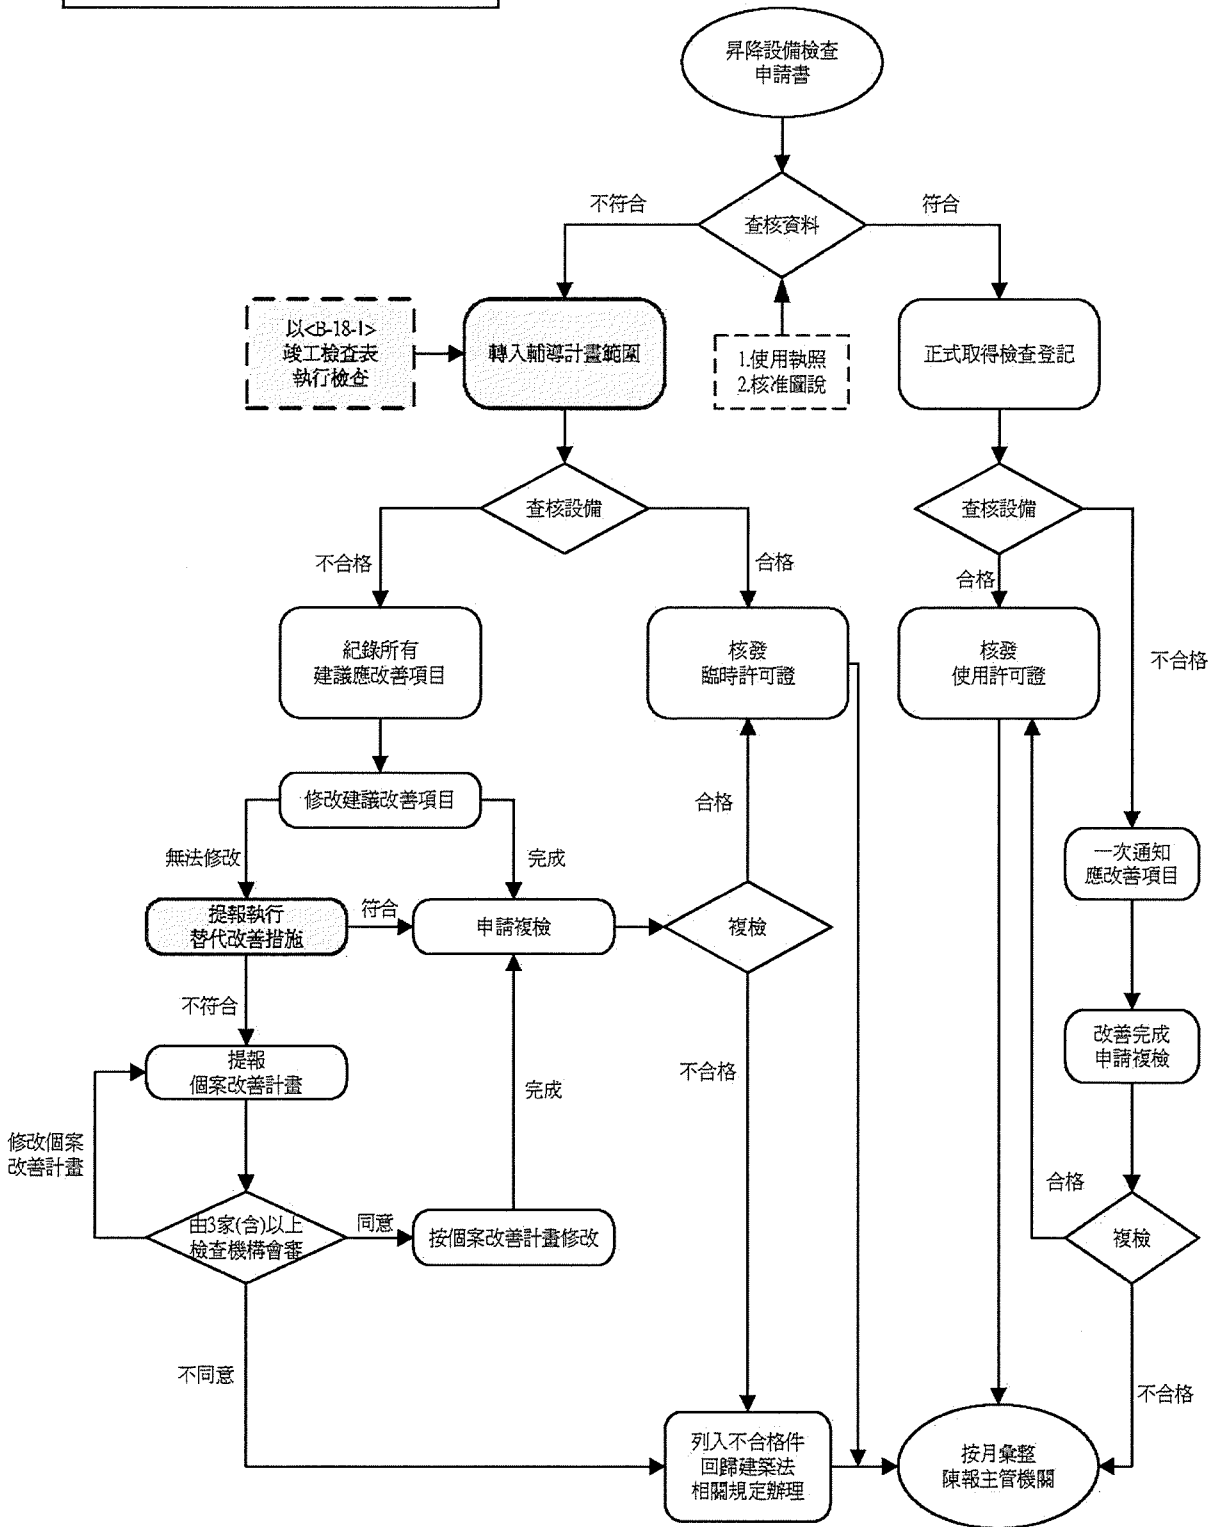 昇降設備檢查
申請書
不符合
查核資料
符合
以<B-18-1>
竣工檢查表
執行檢查
轉入輔導計畫範圍
1.使用執照
2.核准圖說
正式取得檢查登記
查核設備
查核設備
不合格
合格
合格
不合格
紀錄所有
建議應改善項目
核發
臨時許可證
核發
使用許可證
修改建議改善項目
合格
無法修改
完成
一次通知
應改善項目
提報執行
替代改善措施
符合
申請複檢
複檢
不符合
改善完成
申請複檢
提報
個案改善計畫
不合格
完成
修改個案
改善計畫
合格
由3家(含)以上
檢查機構會審
同意
按個案改善計畫修改
複檢
不同意
不合格
列入不合格件
回歸建築法
相關規定辦理
按月彙整
陳報主管機關